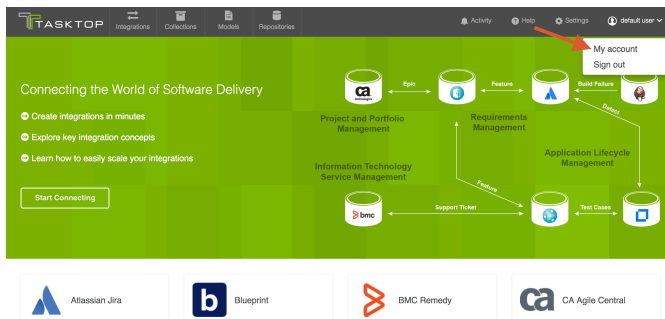 TASKTOP
Integrations
Collections
Models
Repositories
Activity
Help
Settings
default user
My account
Sign out
Connecting the World of Software Delivery
Create integrations in minutes
Explore key integration concepts
Learn how to easily scale your integrations
Start Connecting
ca
technologies
Epic
Feature
Build Failure
Defect
Project and Portfolio
Management
Requirements
Management
Application Lifecycle
Management
Information Technology
Service Management
Feature
bmc
Support Ticket
Test Cases
Atlassian Jira
b
Blueprint
BMC Remedy
ca
CA Agile Central